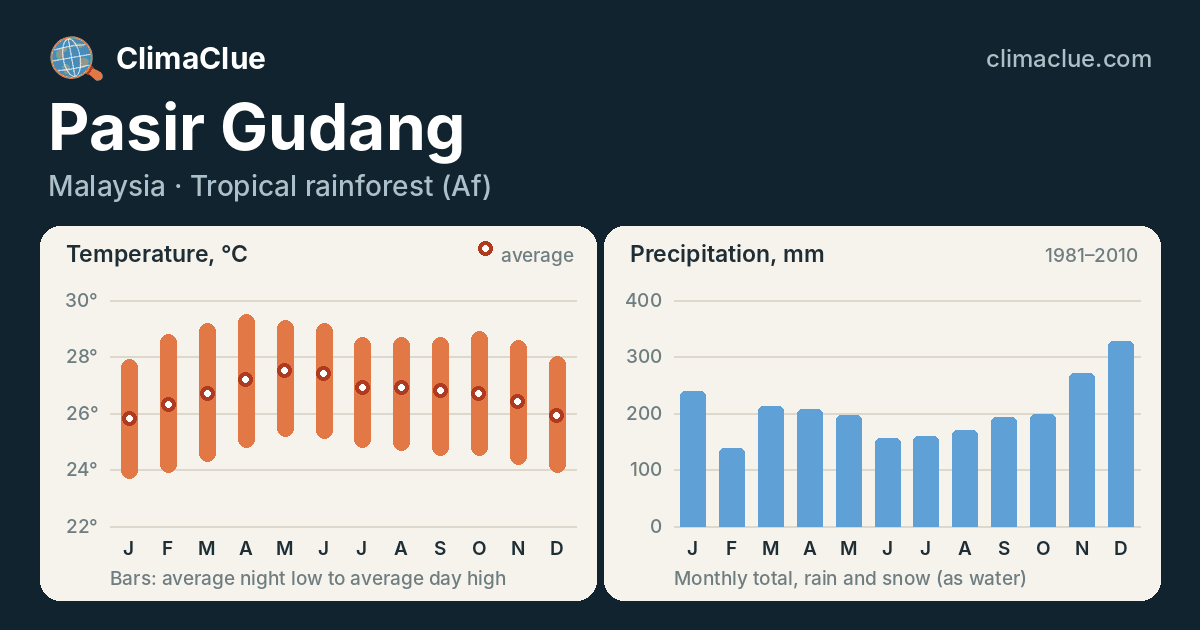 ClimaClue
climaclue.com
Pasir Gudang
Malaysia · Tropical rainforest (Af)
Temperature, °C
average
30°
28°
26°
24°
22°
J F M A M J J A S O N D
Bars: average night low to average day high
Precipitation, mm
1981–2010
400
300
200
100
0
J F M A M J J A S O N D
Monthly total, rain and snow (as water)